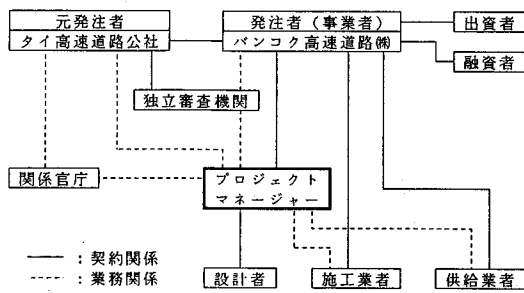 元発注者
タイ高速道路公社
発注者(事業者)
バンコク高速道路㈱
出資者
融資者
独立審査機関
関係官庁
プロジェクト
マネージャー
――:契約関係
-----:業務関係
設計者
施工業者
供給業者